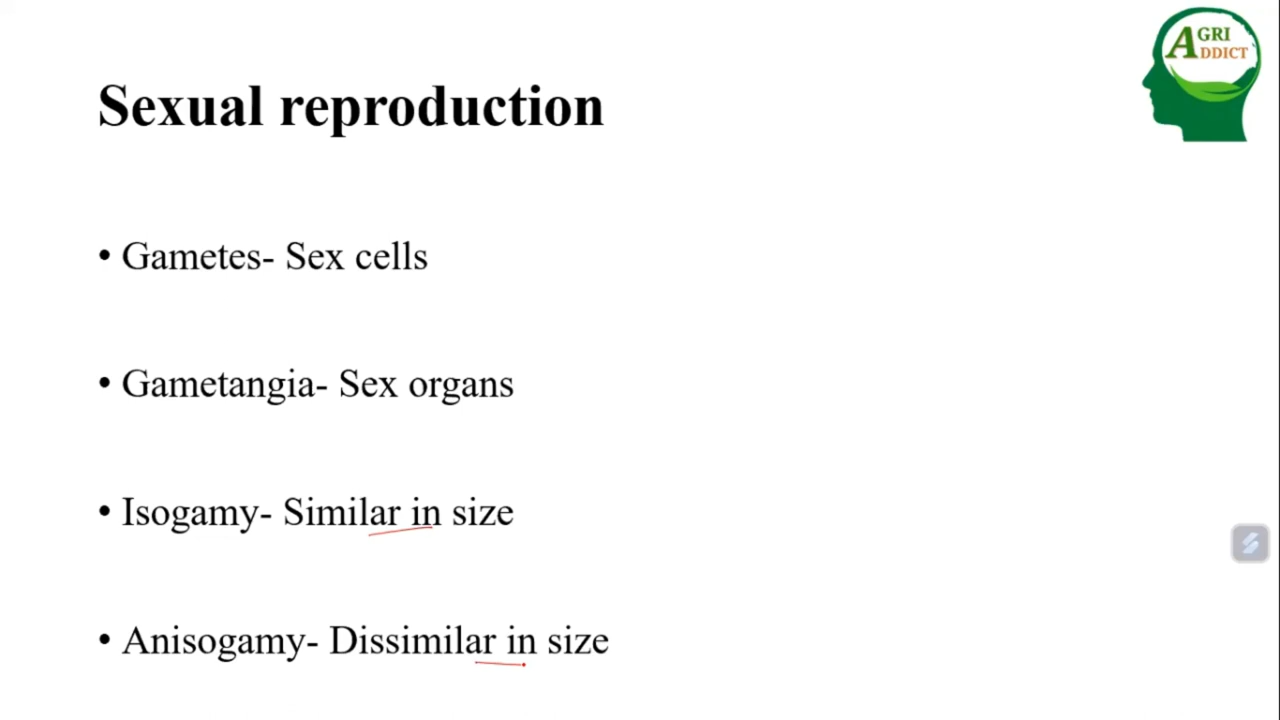 AGRI
ADDICT
Sexual reproduction
• Gametes- Sex cells
• Gametangia- Sex organs
• Isogamy- Similar in size
• Anisogamy- Dissimilar in size